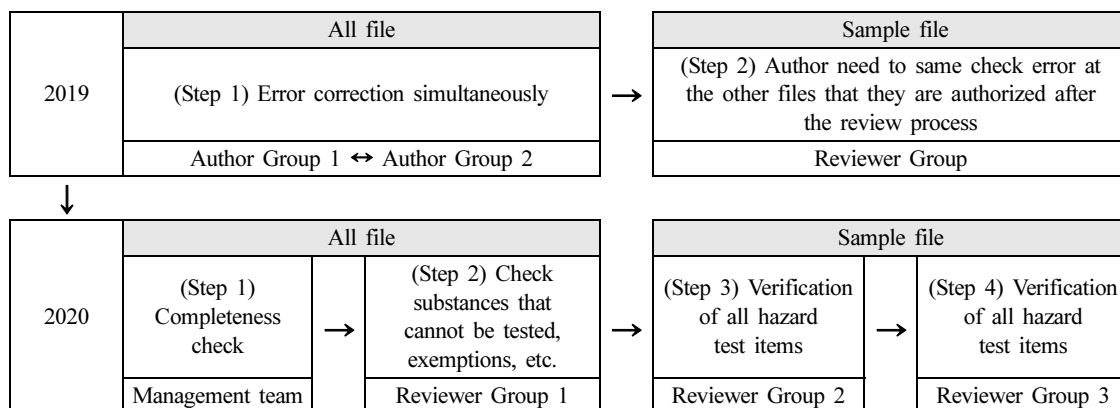 All file
Sample file
2019
(Step 1) Error correction simultaneously
→
(Step 2) Author need to same check error at
the other files that they are authorized after
the review process
Author Group 1 ↔ Author Group 2
Reviewer Group
↓
All file
Sample file
2020
(Step 1)
Completeness
check
→
(Step 2) Check
substances that
cannot be tested,
exemptions, etc.
→
(Step 3) Verification
of all hazard
test items
→
(Step 4) Verification
of all hazard
test items
Management team
Reviewer Group 1
Reviewer Group 2
Reviewer Group 3